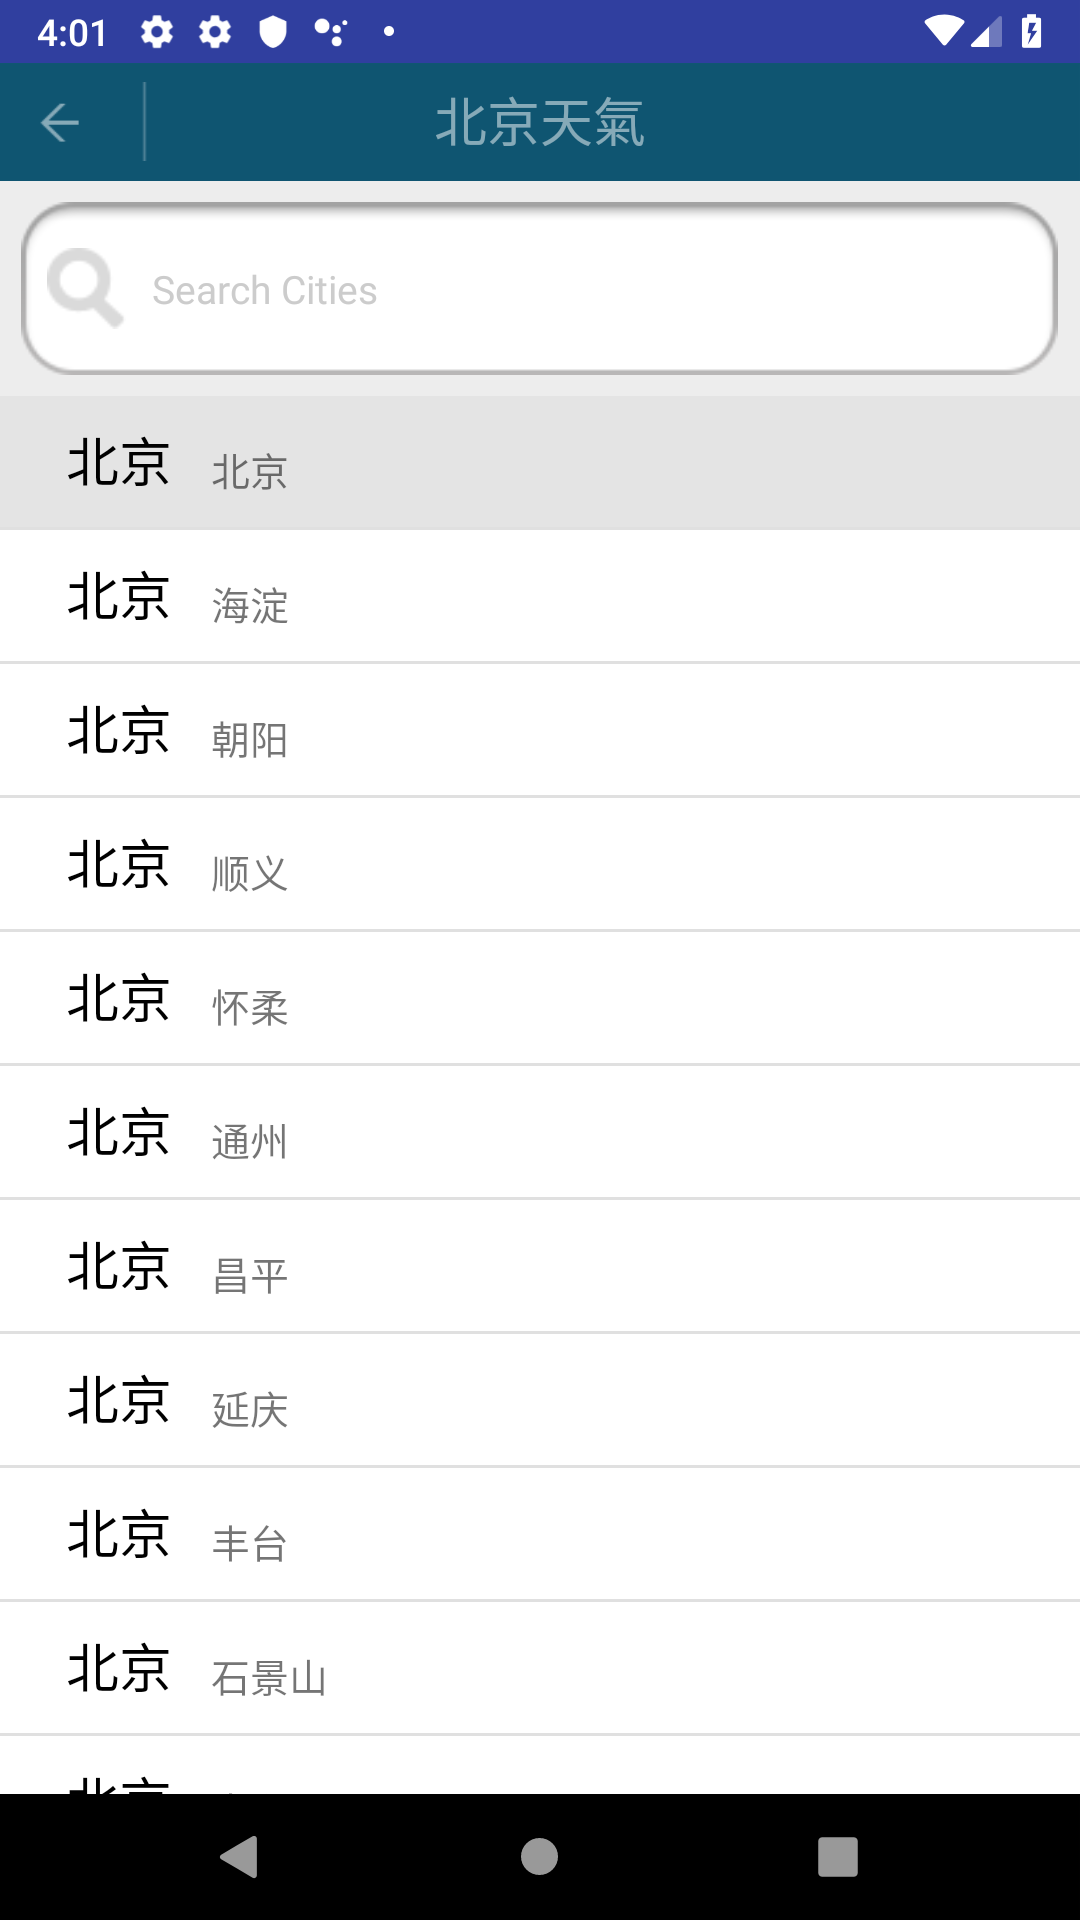 4:01
北京天氣
Search Cities
北京 北京
北京 海淀
北京 朝阳
北京 顺义
北京 怀柔
北京 通州
北京 昌平
北京 延庆
北京 丰台
北京 石景山
北京